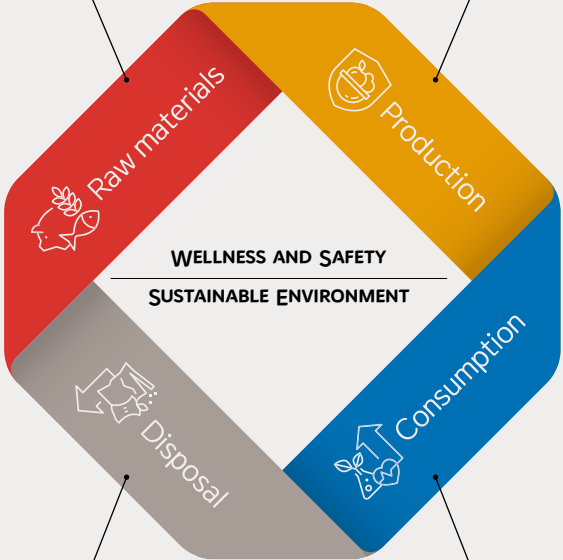 Raw materials
Production
Wellness and Safety
Sustainable Environment
Disposal
Consumption